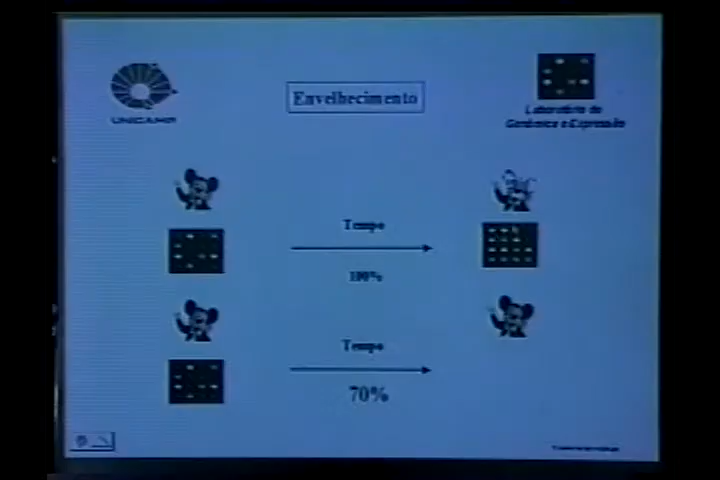 UNICAMP
Envelhecimento
Laboratório de
Genômica e Expressão
Tempo
100%
Tempo
70%